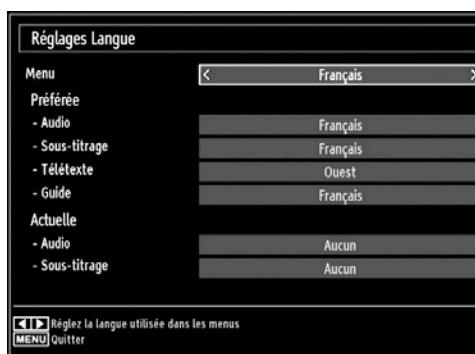 Réglages Langue
Menu < Français >
Préférée
- Audio Français
- Sous-titrage Français
- Télétexte Ouest
- Guide Français
Actuelle
- Audio Aucun
- Sous-titrage Aucun
Réglez la langue utilisée dans les menus
MENU Quitter